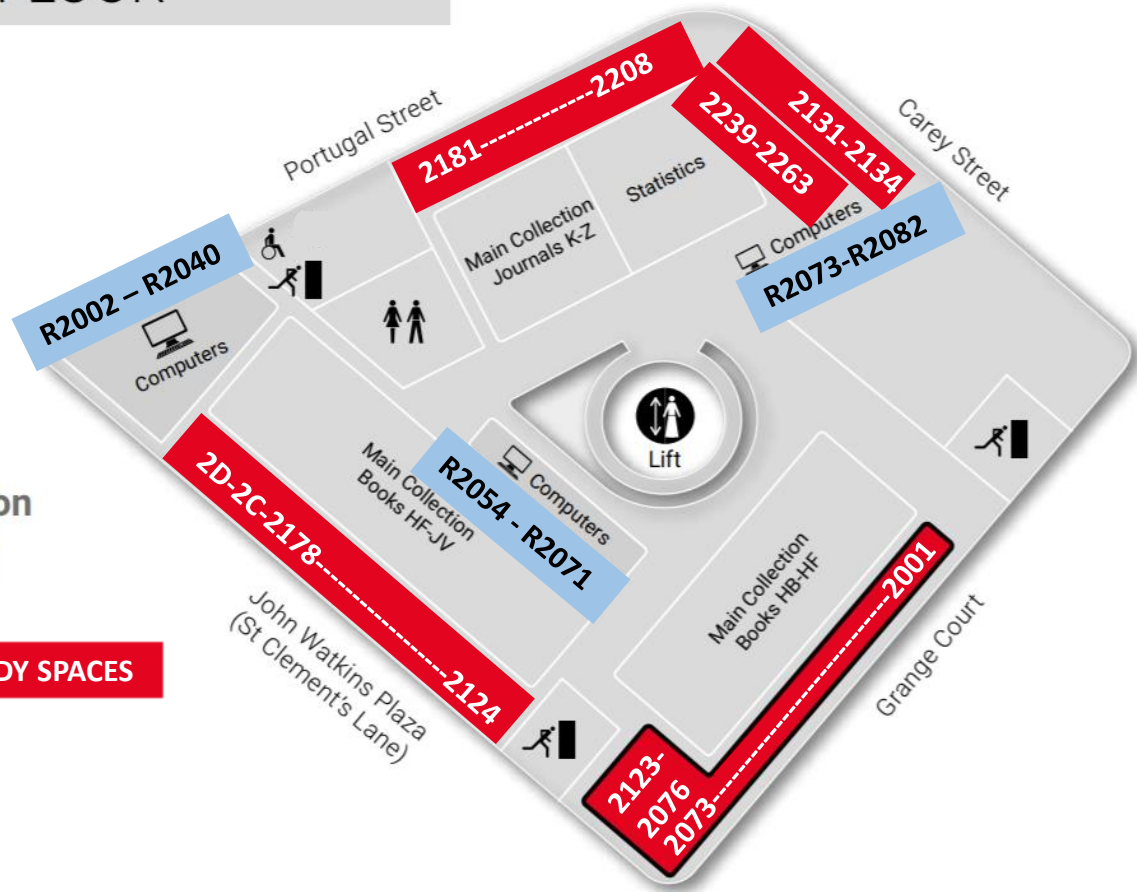 Portugal Street
Carey Street
2181------------2208
2239-2263
2131-2134
Statistics
Main Collection
Journals K-Z
Computers
R2073-R2082
R2002 – R2040
Computers
Lift
2D-2C-2178---------------2124
Main Collection
Books HF-JV
Computers
R2054 - R2071
Main Collection
Books HB-HF
on
John Watkins Plaza
(St Clement's Lane)
Grange Court
SPACES
2123-
2076
2073---------------2001